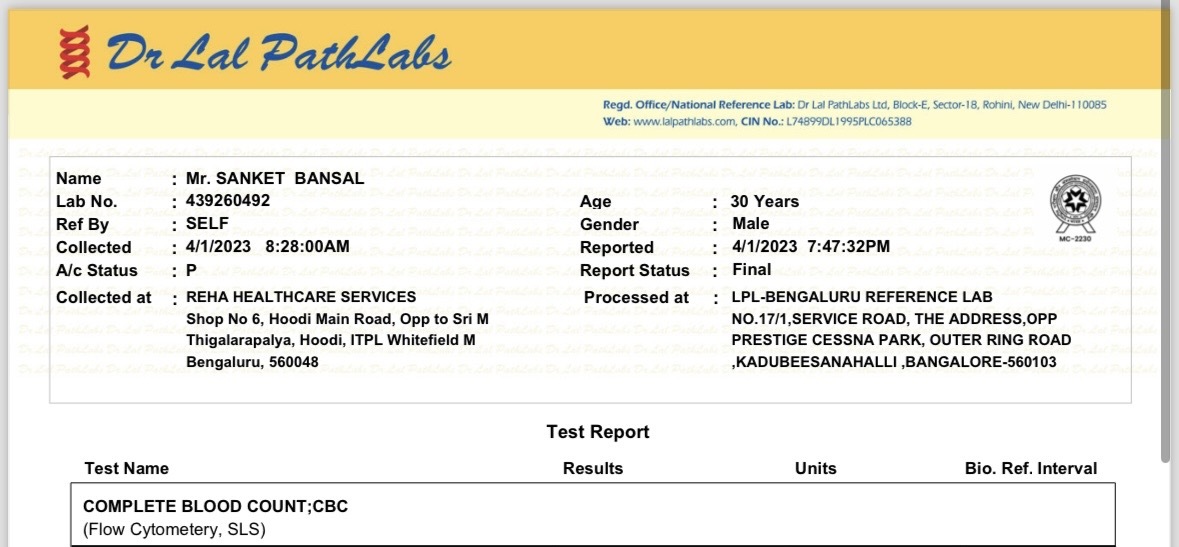 Dr Lal PathLabs
Regd. Office/National Reference Lab: Dr Lal PathLabs Ltd, Block-E, Sector-18, Rohini, New Delhi-110085
Web: www.lalpathlabs.com, CIN No.: L74899DL1995PLC065388
Name : Mr. SANKET BANSAL
Lab No. : 439260492 Age : 30 Years
Ref By : SELF Gender : Male
Collected : 4/1/2023 8:28:00AM Reported : 4/1/2023 7:47:32PM
A/c Status : P Report Status : Final
MC-2230
Collected at : REHA HEALTHCARE SERVICES Processed at : LPL-BENGALURU REFERENCE LAB
Shop No 6, Hoodi Main Road, Opp to Sri M NO.17/1,SERVICE ROAD, THE ADDRESS,OPP
Thigalarapalya, Hoodi, ITPL Whitefield M PRESTIGE CESSNA PARK, OUTER RING ROAD
Bengaluru, 560048 ,KADUBEESANAHALLI ,BANGALORE-560103
Test Report
Test Name Results Units Bio. Ref. Interval
COMPLETE BLOOD COUNT;CBC
(Flow Cytometery, SLS)